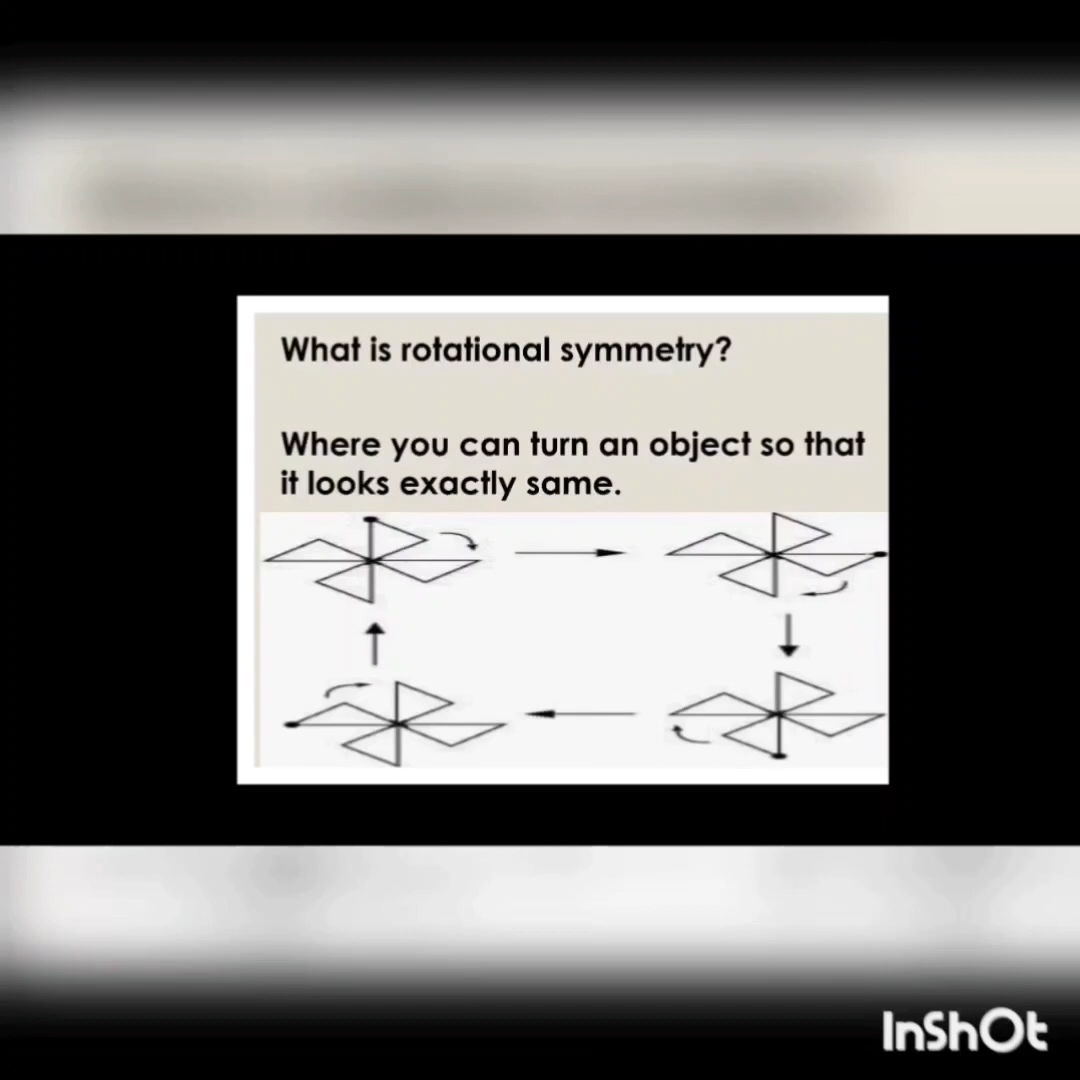 What is rotational symmetry?
Where you can turn an object so that
it looks exactly same.
InShOt